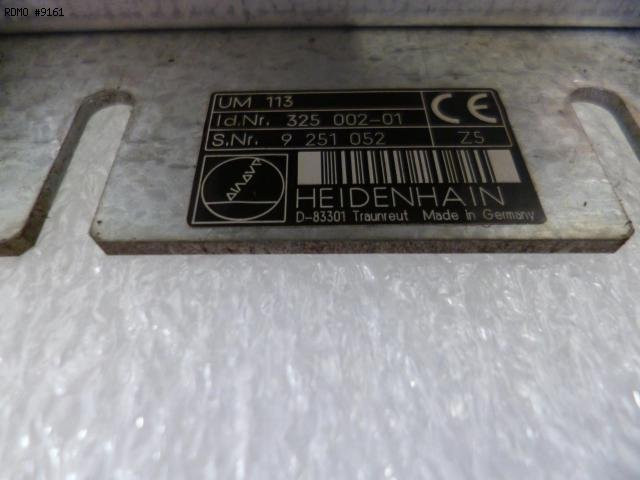 RDMO #9161
UM 113
Id.Nr. 325 002-01
S.Nr. 9 251 052 Z5
CE
HEIDENHAIN
D-83301 Traunreut Made in Germany